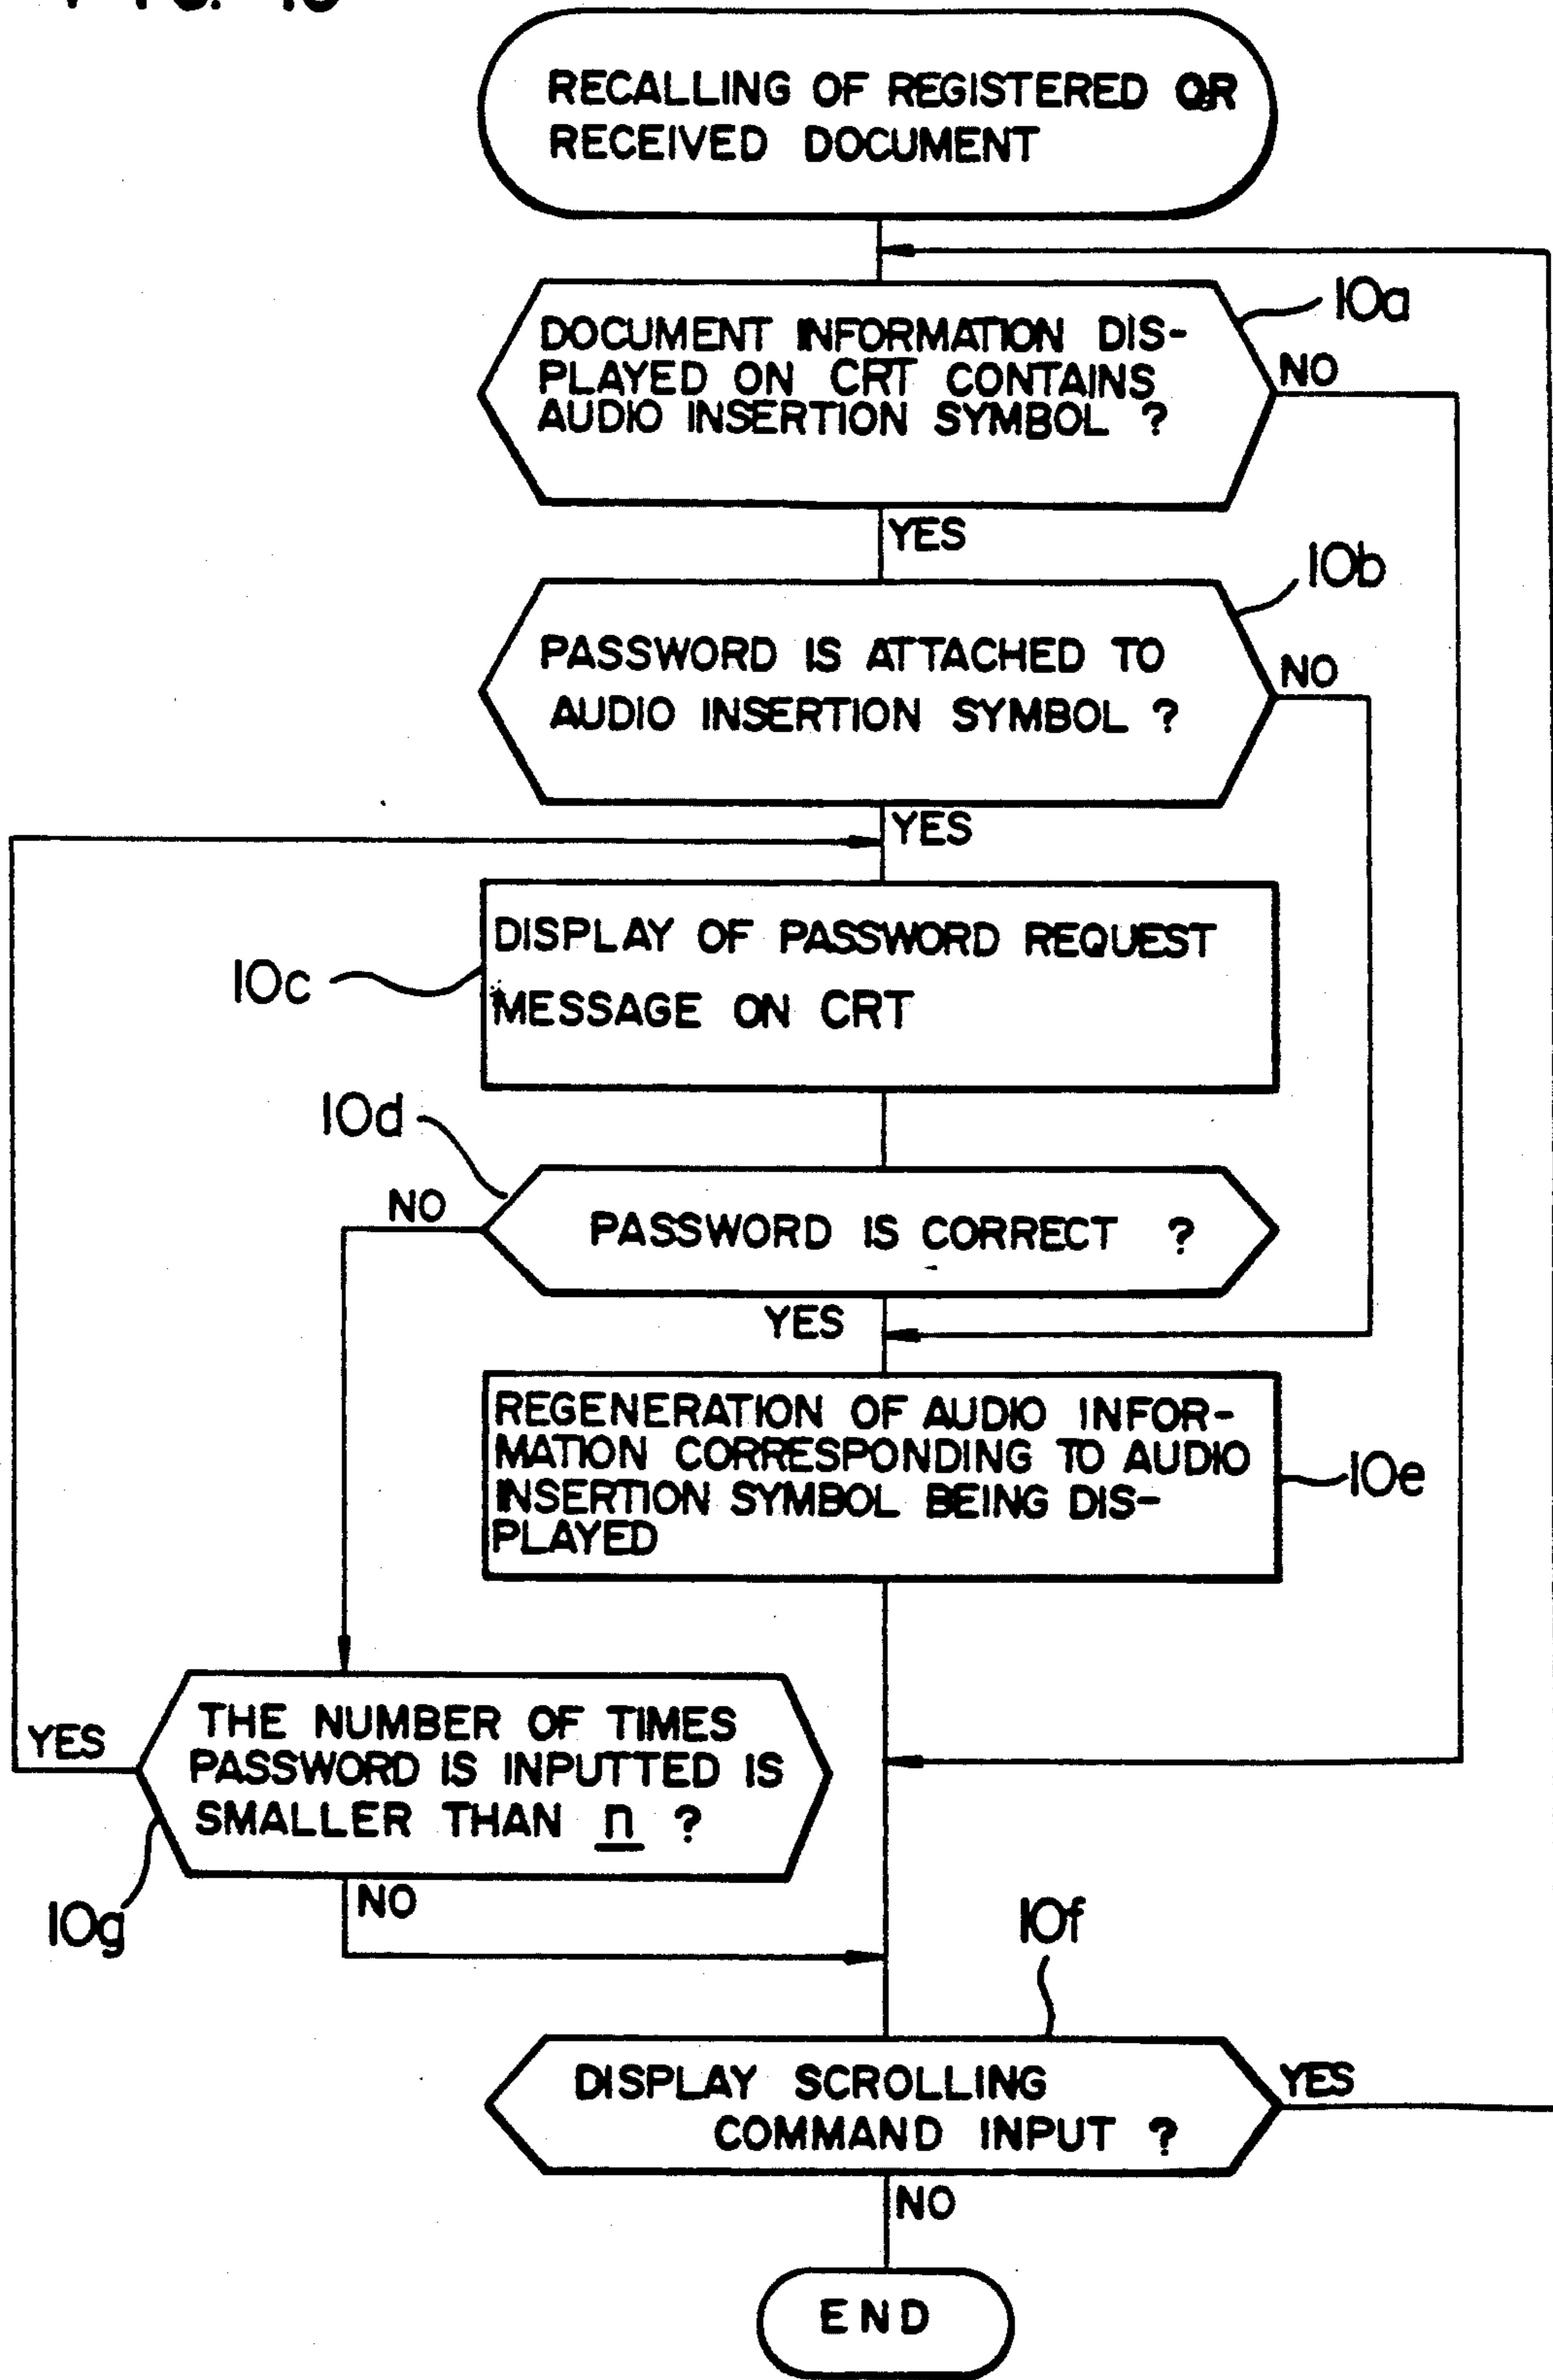 RECALLING OF REGISTERED OR
RECEIVED DOCUMENT
10a
DOCUMENT INFORMATION DIS-
PLAYED ON CRT CONTAINS
AUDIO INSERTION SYMBOL ?
NO
YES
10b
PASSWORD IS ATTACHED TO
AUDIO INSERTION SYMBOL ?
NO
YES
DISPLAY OF PASSWORD REQUEST
MESSAGE ON CRT
10c
10d
NO
PASSWORD IS CORRECT ?
YES
REGENERATION OF AUDIO INFOR-
MATION CORRESPONDING TO AUDIO
INSERTION SYMBOL BEING DIS-
PLAYED
10e
THE NUMBER OF TIMES
PASSWORD IS INPUTTED IS
SMALLER THAN n ?
YES
NO
10g
10f
DISPLAY SCROLLING
COMMAND INPUT ?
YES
NO
END